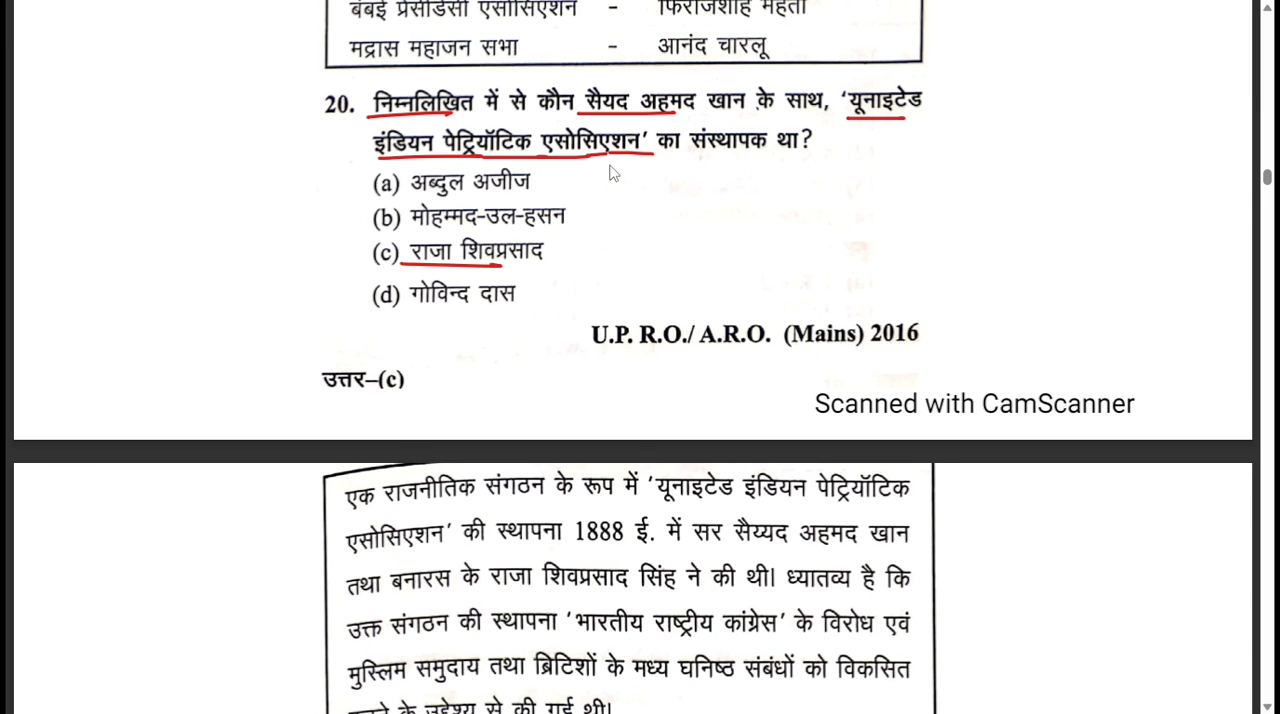 बंबई प्रेसीडेंसी एसोसिएशन - फिरोजशाह मेहता
मद्रास महाजन सभा - आनंद चारलू
20. निम्नलिखित में से कौन सैयद अहमद खान के साथ, 'यूनाइटेड
इंडियन पेट्रियॉटिक एसोसिएशन' का संस्थापक था?
(a) अब्दुल अजीज
(b) मोहम्मद-उल-हसन
(c) राजा शिवप्रसाद
(d) गोविन्द दास
U.P. R.O./ A.R.O. (Mains) 2016
उत्तर–(c)
Scanned with CamScanner
एक राजनीतिक संगठन के रूप में 'यूनाइटेड इंडियन पेट्रियॉटिक
एसोसिएशन' की स्थापना 1888 ई. में सर सैय्यद अहमद खान
तथा बनारस के राजा शिवप्रसाद सिंह ने की थी। ध्यातव्य है कि
उक्त संगठन की स्थापना 'भारतीय राष्ट्रीय कांग्रेस' के विरोध एवं
मुस्लिम समुदाय तथा ब्रिटिशों के मध्य घनिष्ठ संबंधों को विकसित
करने के उद्देश्य से की गई थी।